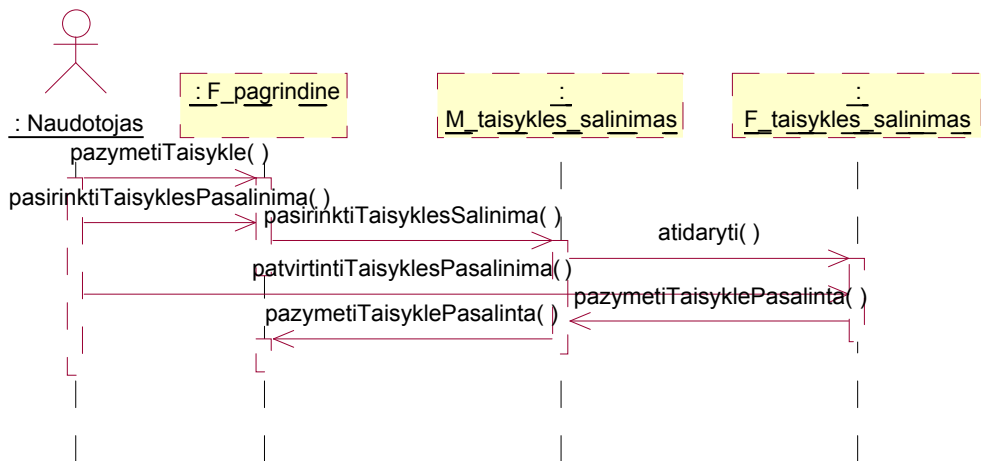 : F_pagrindine
:
M_taisykles_salinimas
:
F_taisykles_salinimas
: Naudotojas
pazymetiTaisykle( )
pasirinktiTaisyklesPasalinima( )
pasirinktiTaisyklesSalinima( )
atidaryti( )
patvirtintiTaisyklesPasalinima( )
pazymetiTaisyklePasalinta( )
pazymetiTaisyklePasalinta( )